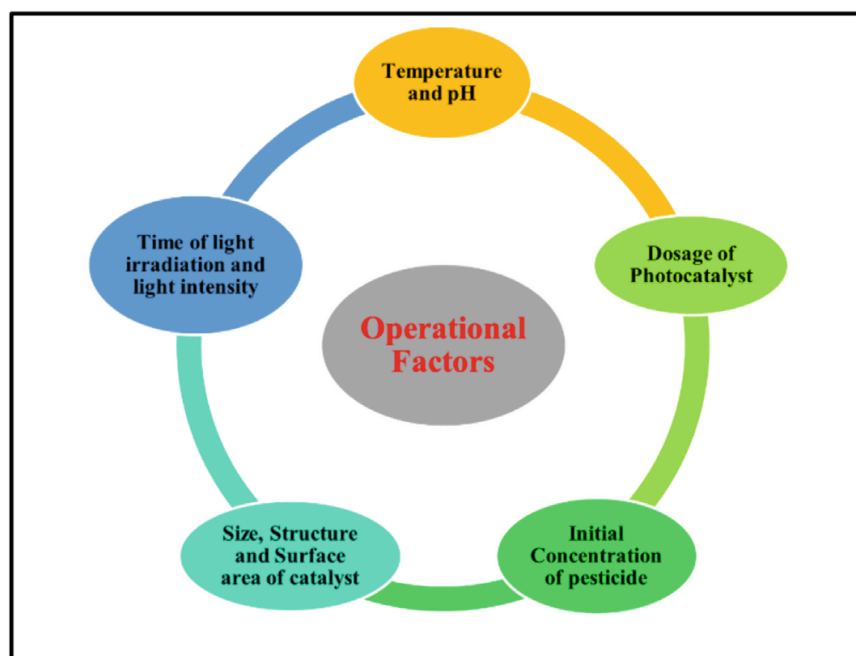 Temperature
and pH
Time of light
irradiation and
light intensity
Dosage of
Photocatalyst
Operational
Factors
Size, Structure
and Surface
area of catalyst
Initial
Concentration
of pesticide